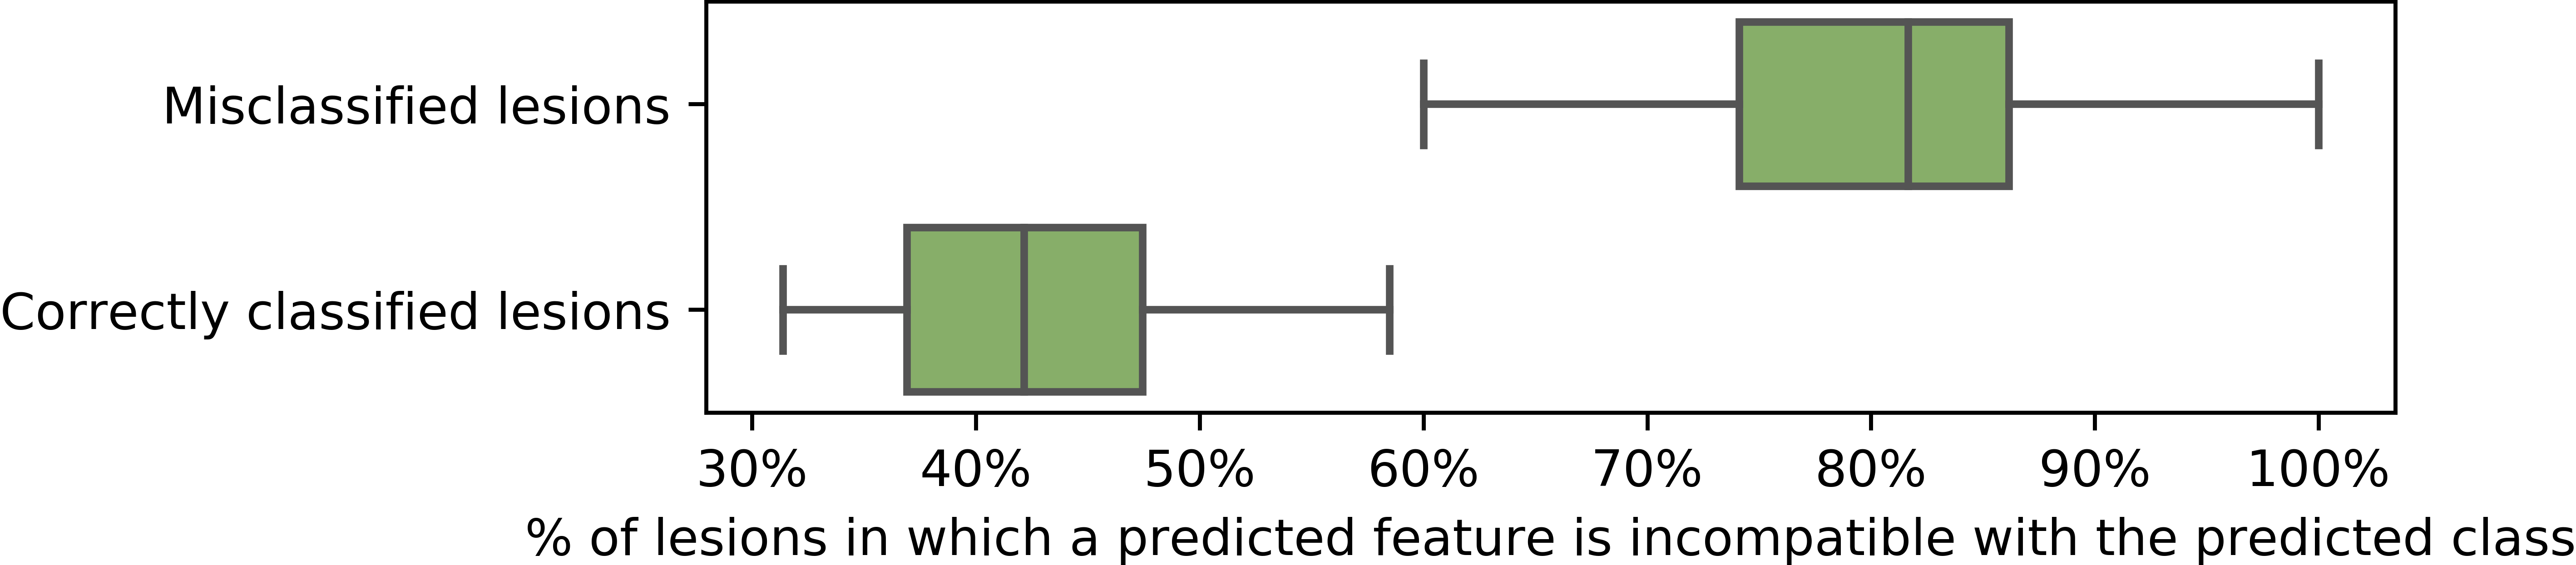 Misclassified lesions
Correctly classified lesions
30% 40% 50% 60% 70% 80% 90% 100%
% of lesions in which a predicted feature is incompatible with the predicted class